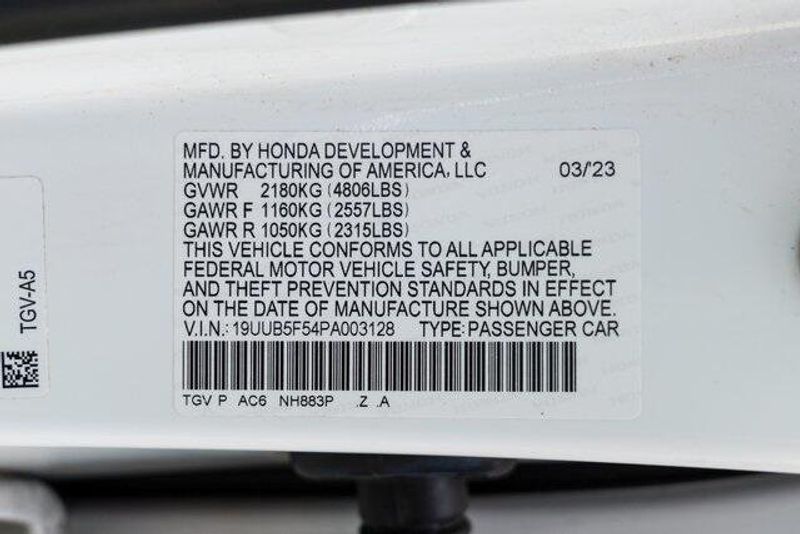 MFD. BY HONDA DEVELOPMENT &
MANUFACTURING OF AMERICA, LLC 03/'23
GVWR 2180KG (4806LBS)
GAWR F 1160KG (2557LBS)
GAWR R 1050KG (2315LBS)
THIS VEHICLE CONFORMS TO ALL APPLICABLE
FEDERAL MOTOR VEHICLE SAFETY, BUMPER,
AND THEFT PREVENTION STANDARDS IN EFFECT
ON THE DATE OF MANUFACTURE SHOWN ABOVE.
V.I.N.: 19UUB5F54PA003128 TYPE: PASSENGER CAR
TGV P AC6 NH883P .Z .A
TGV-A5